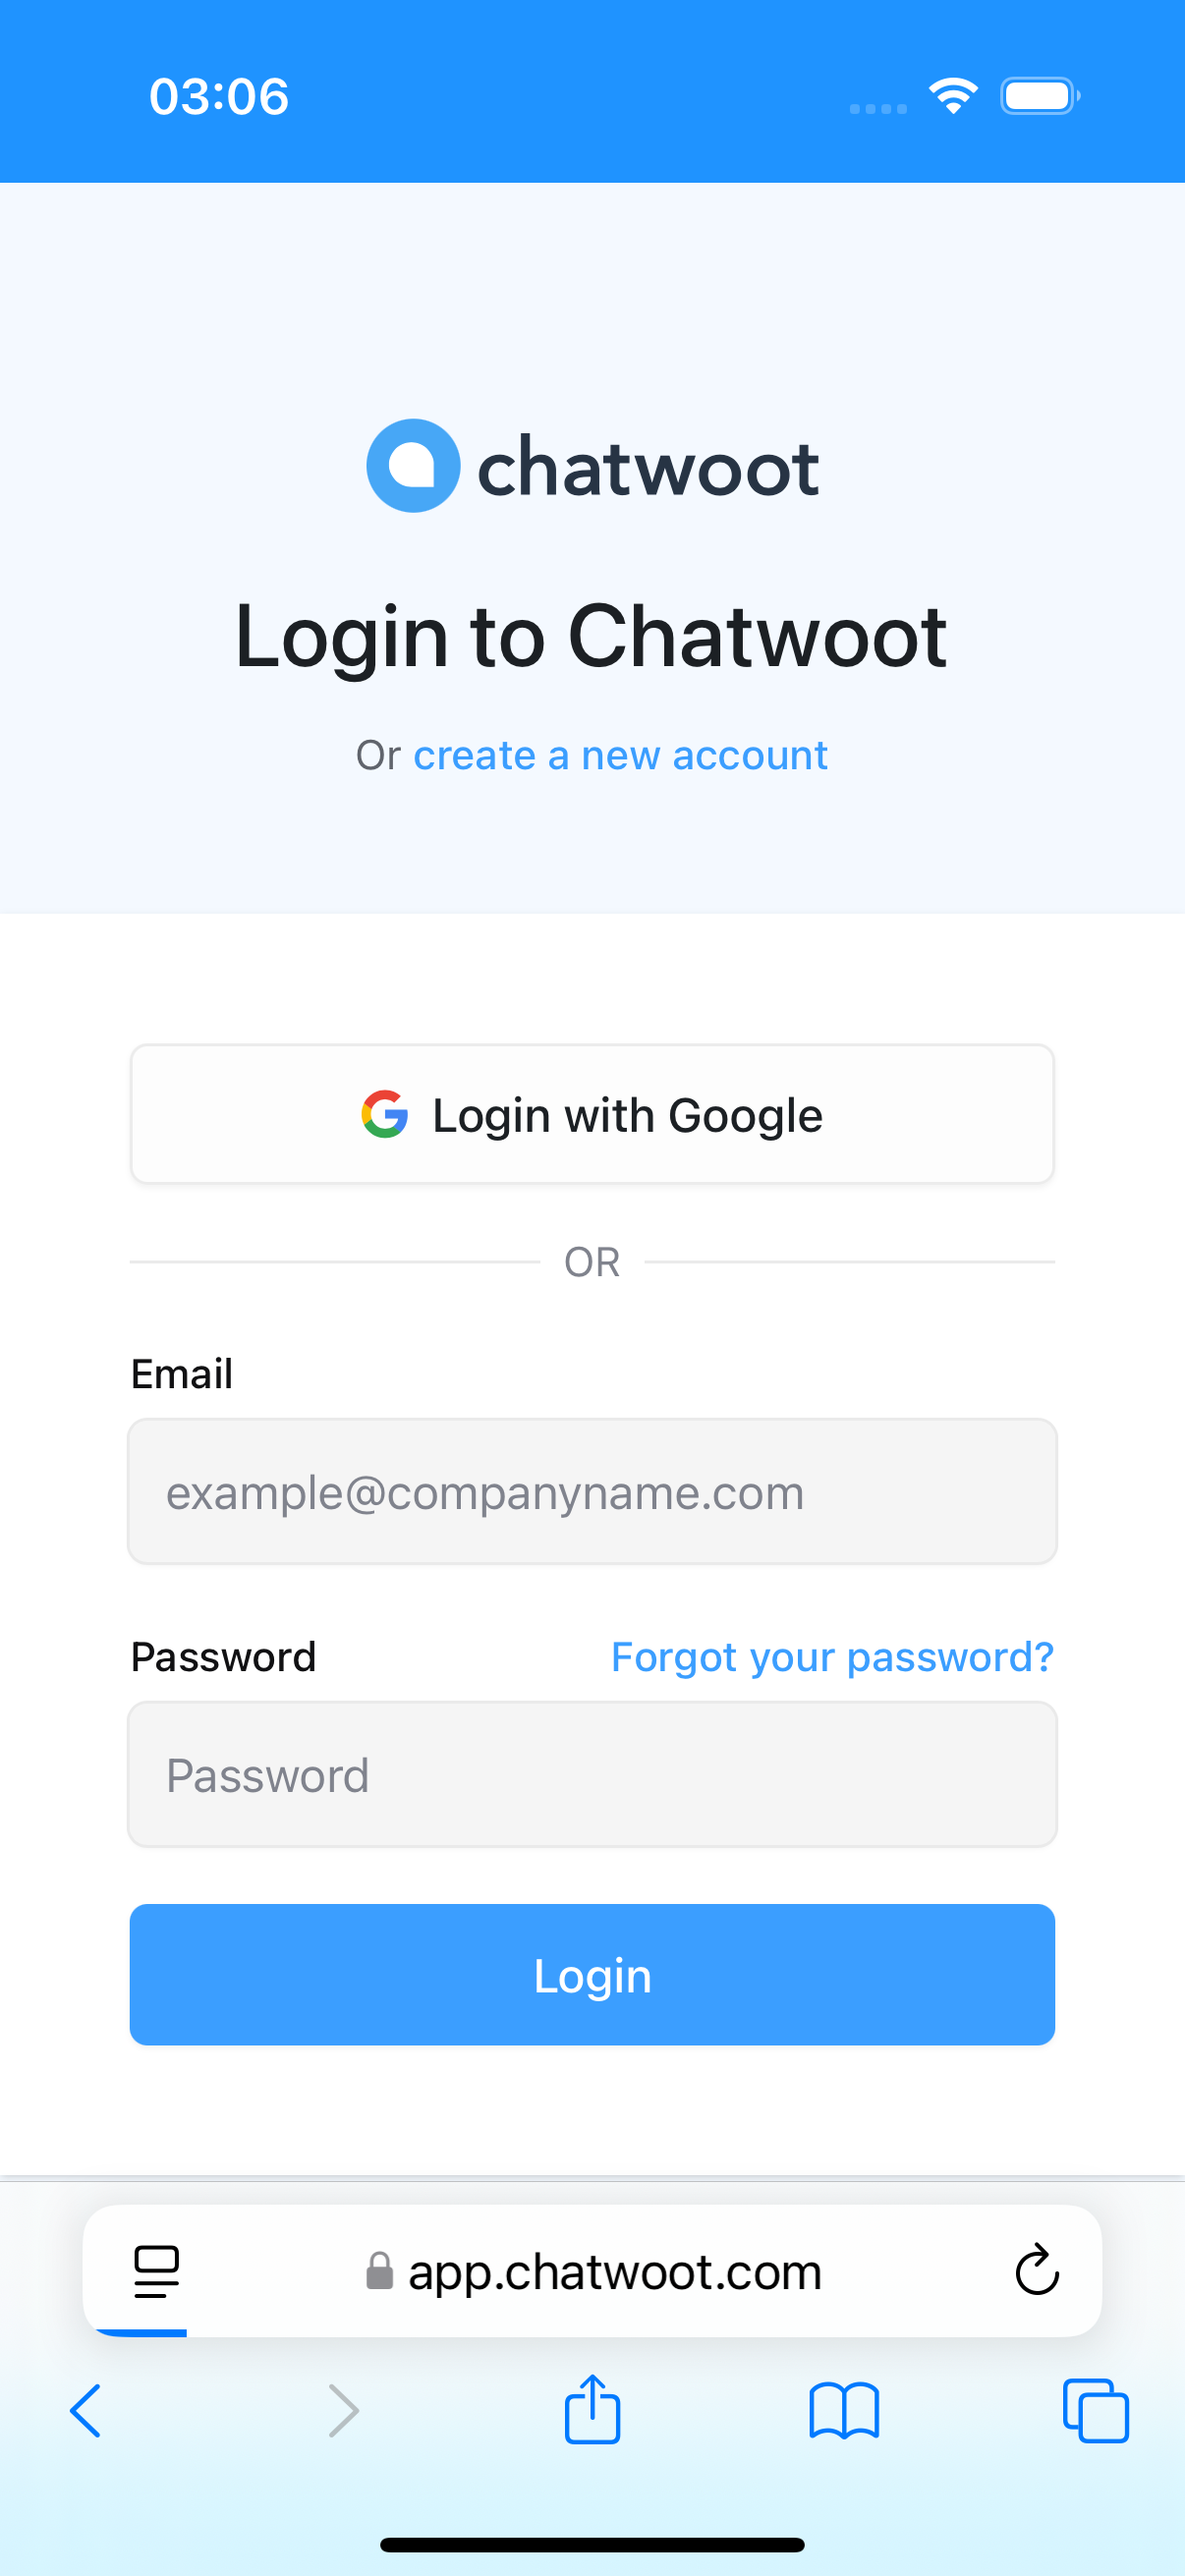 03:06
chatwoot
Login to Chatwoot
Or create a new account
Login with Google
OR
Email
example@companyname.com
Password Forgot your password?
Password
Login
app.chatwoot.com